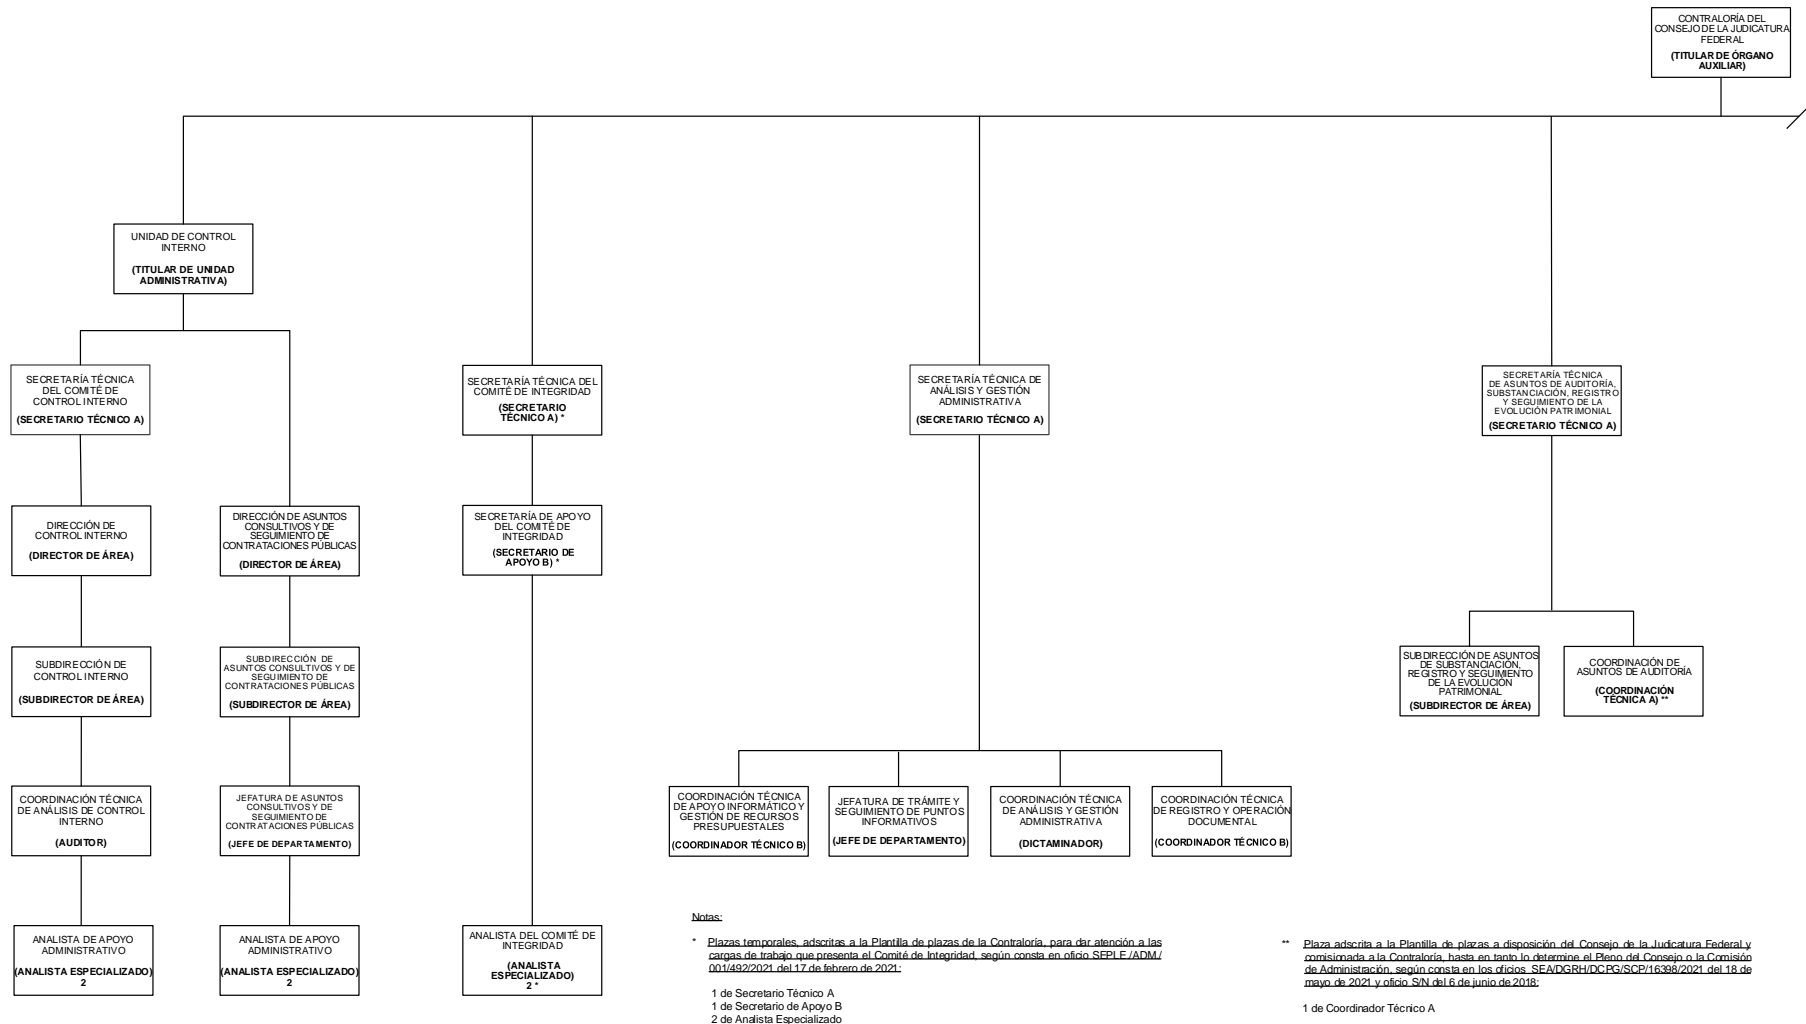 CONTRALORÍA DEL
CONSEJO DE LA JUDICATURA
FEDERAL
(TITULAR DE ÓRGANO
AUXILIAR)
UNIDAD DE CONTROL
INTERNO
(TITULAR DE UNIDAD
ADMINISTRATIVA)
SECRETARÍA TÉCNICA
DEL COMITÉ DE
CONTROL INTERNO
(SECRETARIO TÉCNICO A)
SECRETARÍA TÉCNICA DEL
COMITÉ DE INTEGRIDAD
(SECRETARIO
TÉCNICO A) *
SECRETARÍA TÉCNICA DE
ANÁLISIS Y GESTIÓN
ADMINISTRATIVA
(SECRETARIO TÉCNICO A)
SECRETARÍA TÉCNICA
DE ASUNTOS DE AUDITORÍA,
SUBSTANCIACIÓN, REGISTRO
Y SEGUIMIENTO DE LA
EVOLUCIÓN PATRIMONIAL
(SECRETARIO TÉCNICO A)
DIRECCIÓN DE
CONTROL INTERNO
(DIRECTOR DE ÁREA)
DIRECCIÓN DE ASUNTOS
CONSULTIVOS Y DE
SEGUIMIENTO DE
CONTRATACIONES PÚBLICAS
(DIRECTOR DE ÁREA)
SECRETARÍA DE APOYO
DEL COMITÉ DE
INTEGRIDAD
(SECRETARIO DE
APOYO B) *
SUBDIRECCIÓN DE
CONTROL INTERNO
(SUBDIRECTOR DE ÁREA)
SUBDIRECCIÓN DE
ASUNTOS CONSULTIVOS Y DE
SEGUIMIENTO DE
CONTRATACIONES PÚBLICAS
(SUBDIRECTOR DE ÁREA)
SUBDIRECCIÓN DE ASUNTOS
DE SUBSTANCIACIÓN,
REGISTRO Y SEGUIMIENTO
DE LA EVOLUCIÓN
PATRIMONIAL
(SUBDIRECTOR DE ÁREA)
COORDINACIÓN DE
ASUNTOS DE AUDITORÍA
(COORDINACIÓN
TÉCNICA A) **
COORDINACIÓN TÉCNICA
DE ANÁLISIS DE CONTROL
INTERNO
(AUDITOR)
JEFATURA DE ASUNTOS
CONSULTIVOS Y DE
SEGUIMIENTO DE
CONTRATACIONES PÚBLICAS
(JEFE DE DEPARTAMENTO)
COORDINACIÓN TÉCNICA
DE APOYO INFORMÁTICO Y
GESTIÓN DE RECURSOS
PRESUPUESTALES
(COORDINADOR TÉCNICO B)
JEFATURA DE TRÁMITE Y
SEGUIMIENTO DE PUNTOS
INFORMATIVOS
(JEFE DE DEPARTAMENTO)
COORDINACIÓN TÉCNICA
DE ANÁLISIS Y GESTIÓN
ADMINISTRATIVA
(DICTAMINADOR)
COORDINACIÓN TÉCNICA
DE REGISTRO Y OPERACIÓN
DOCUMENTAL
(COORDINADOR TÉCNICO B)
ANALISTA DE APOYO
ADMINISTRATIVO
(ANALISTA ESPECIALIZADO)
2
ANALISTA DE APOYO
ADMINISTRATIVO
(ANALISTA ESPECIALIZADO)
2
ANALISTA DEL COMITÉ DE
INTEGRIDAD
(ANALISTA
ESPECIALIZADO)
2 *
Notas:
* Plazas temporales, adscritas a la Plantilla de plazas de la Contraloría, para dar atención a las
cargas de trabajo que presenta el Comité de Integridad, según consta en oficio SEPLE./ADM./
001/492/2021 del 17 de febrero de 2021:
1 de Secretario Técnico A
1 de Secretario de Apoyo B
2 de Analista Especializado
** Plaza adscrita a la Plantilla de plazas a disposición del Consejo de la Judicatura Federal y
comisionada a la Contraloría, hasta en tanto lo determine el Pleno del Consejo o la Comisión
de Administración, según consta en los oficios SEA/DGRH/DCPG/SCP/16398/2021 del 18 de
mayo de 2021 y oficio S/N del 6 de junio de 2018:
1 de Coordinador Técnico A